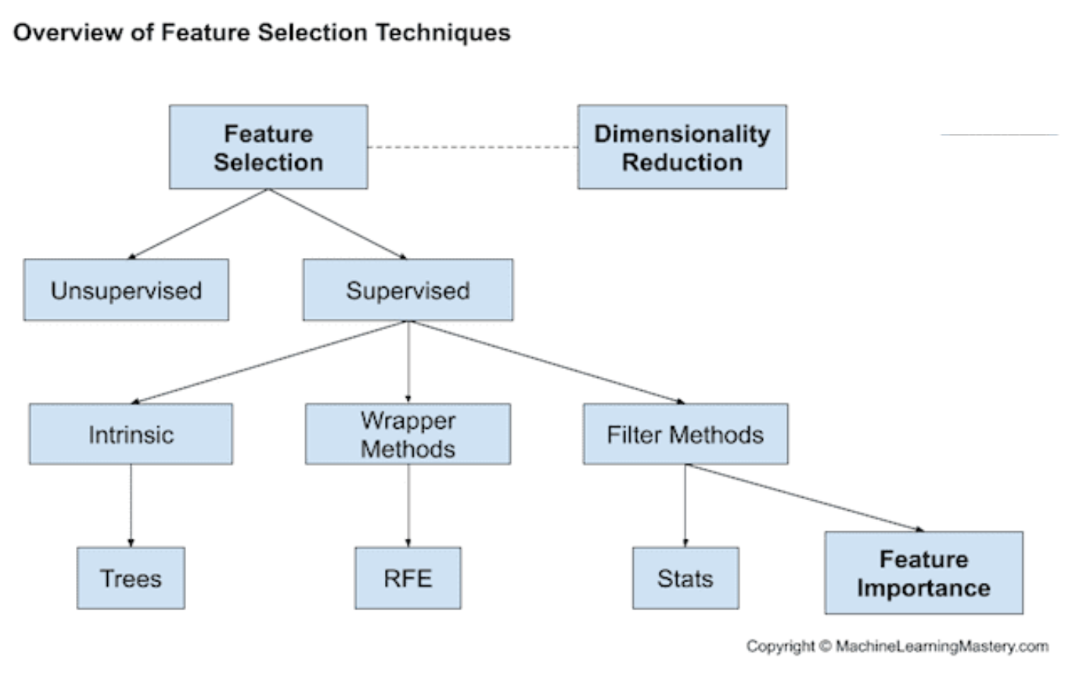 Overview of Feature Selection Techniques
Feature
Selection
Dimensionality
Reduction
Unsupervised
Supervised
Intrinsic
Wrapper
Methods
Filter Methods
Trees
RFE
Stats
Feature
Importance
Copyright © MachineLearningMastery.com